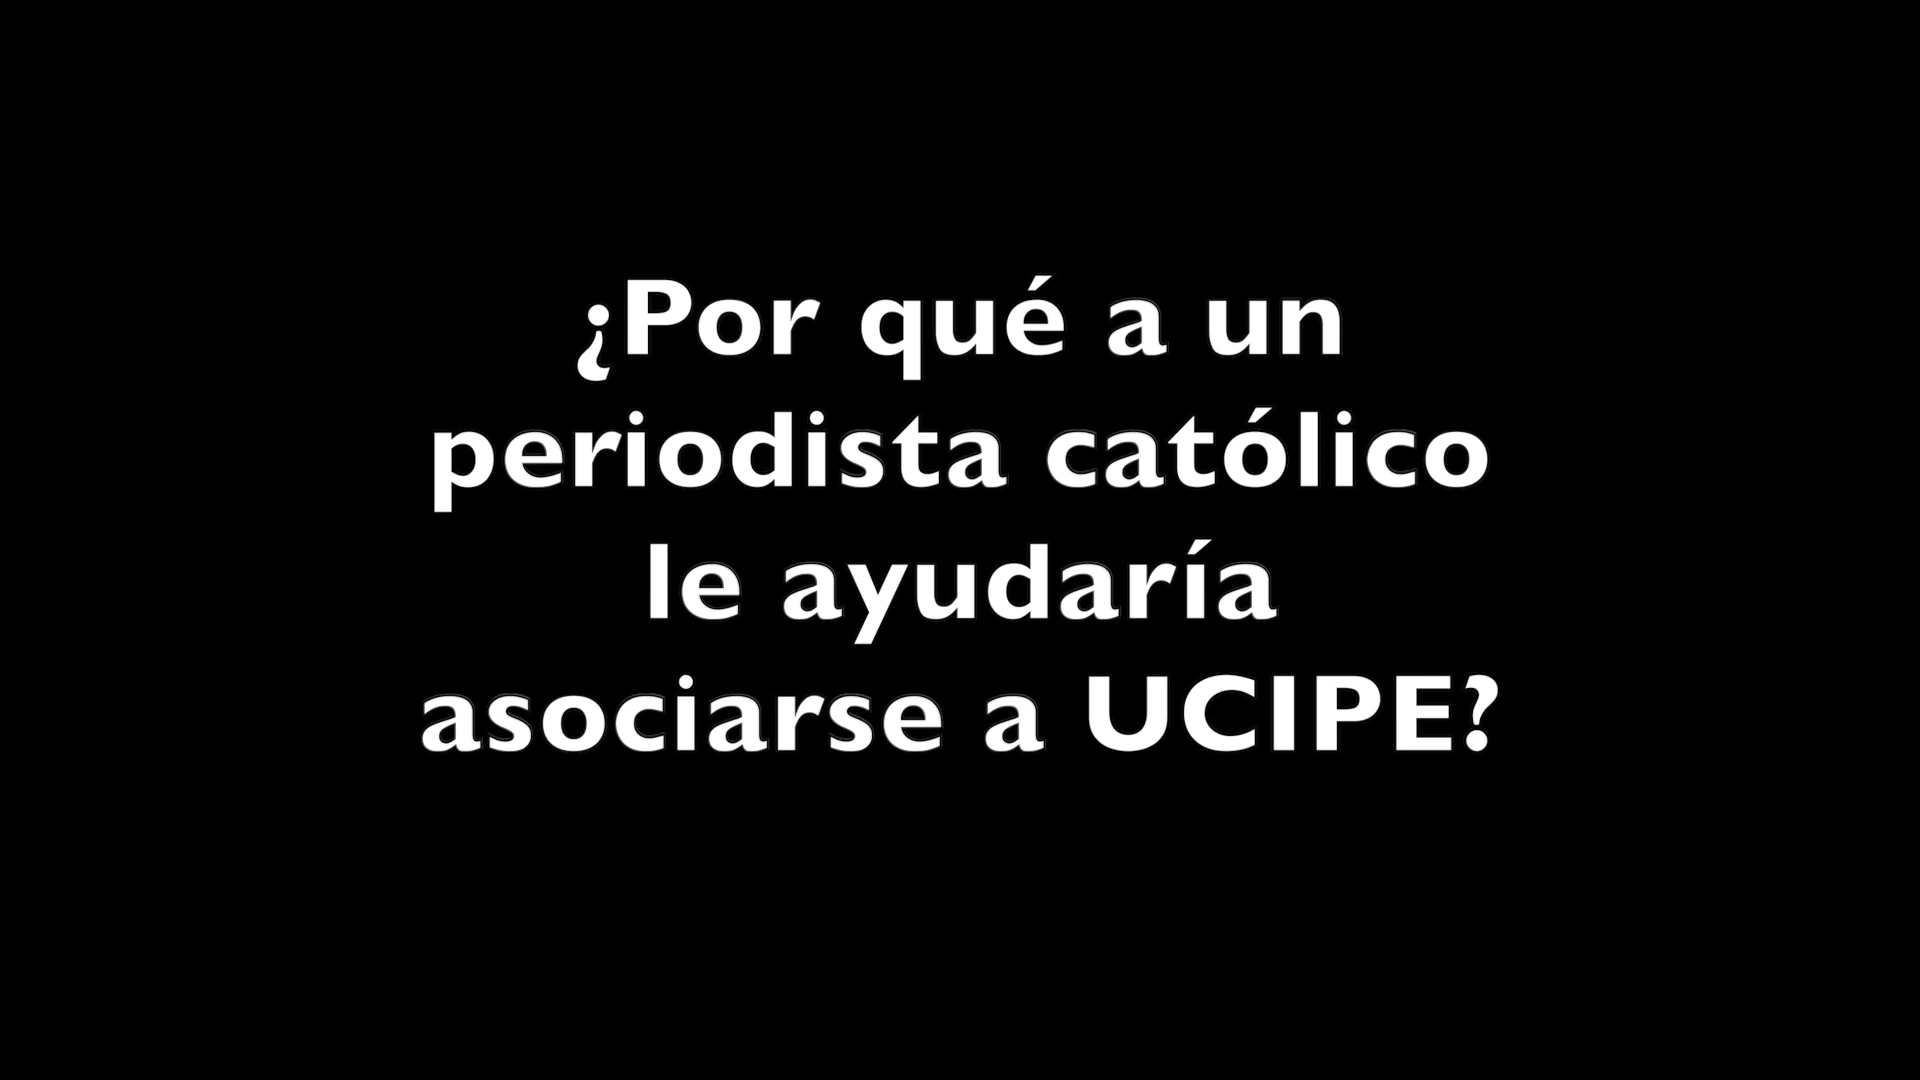 ¿Por qué a un
periodista católico
le ayudaría
asociarse a UCIPE?